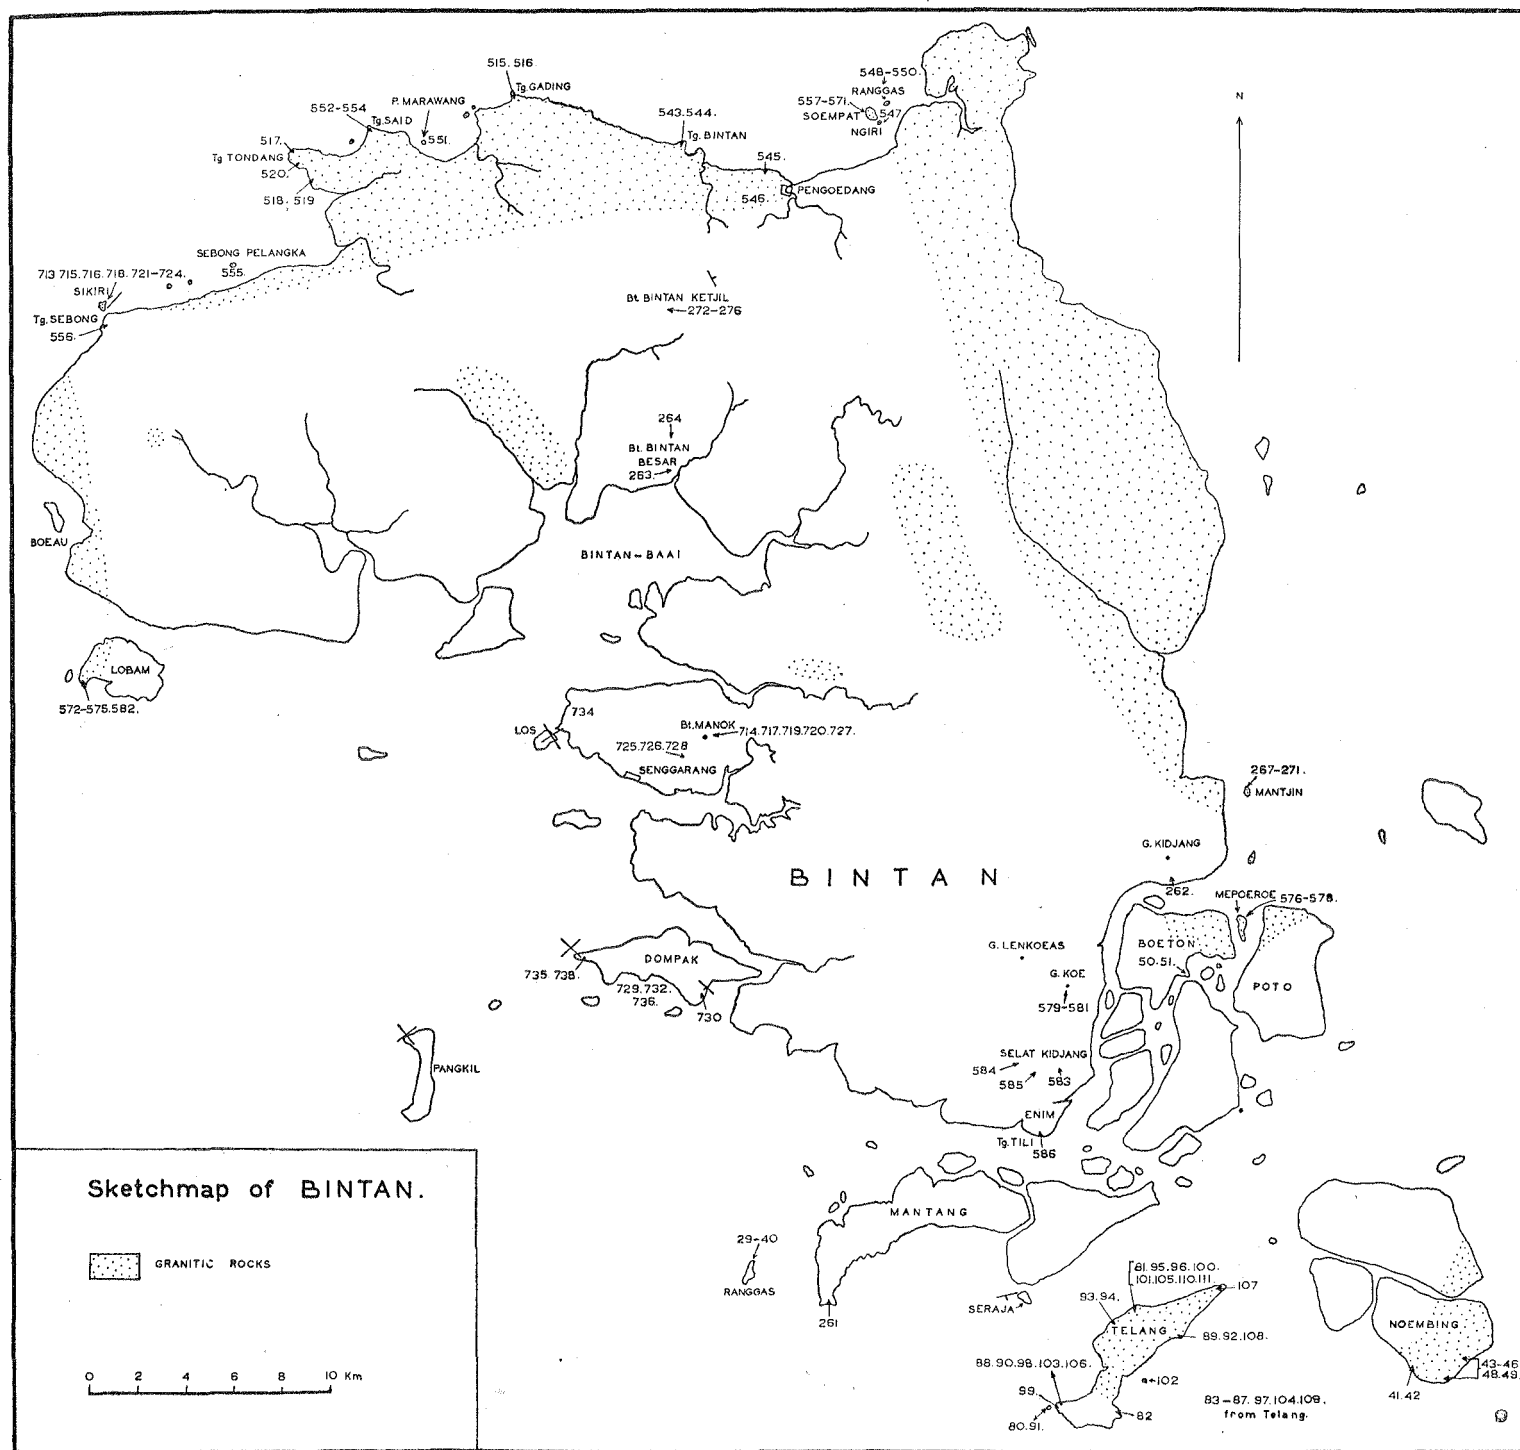 515. 516.
Tg. GADING
548-550.
RANGGAS
557-571.
SOEMPAT
547
NGIRI
N
552-554
P. MARAWANG
Tg. SAID
551.
543.544.
Tg. BINTAN
517.
Tg TONDANG
520.
518. 519
545.
546.
PENGOEDANG
SEBONG PELANGKA
555.
713 715. 716. 718. 721-724.
SIKIRI
Tg. SEBONG
556.
Bt. BINTAN KETJIL
272-276
264
Bt. BINTAN
BESAR
263.
BOEAU
BINTAN-BAAI
LOBAM
572-575.582.
734
LOS
Bt. MANOK
714.717.719.720.727.
725.726.728
SENGGARANG
267-271.
MANTJIN
G. KIDJANG
262.
BINTAN
MEPOEROE
576-578.
BOETON
50.51.
POTO
G. LENKOEAS
G. KOE
579-581
DOMPAK
735 738.
729.732.
736.
730
PANGKIL
SELAT KIDJANG
584
585
583
ENIM
Tg. TILI
586
Sketchmap of BINTAN.
GRANITIC ROCKS
0 2 4 6 8 10 Km
MANTANG
29-40
RANGGAS
261
SERAJA
81.95.96.100.
101.105.110.111.
107
93.94.
TELANG
89.92.108.
88.90.98.103.106.
102
99.
80.91.
82
83-87. 97.104.109.
from Telang.
NOEMBING
43-46
48.49.
41.42